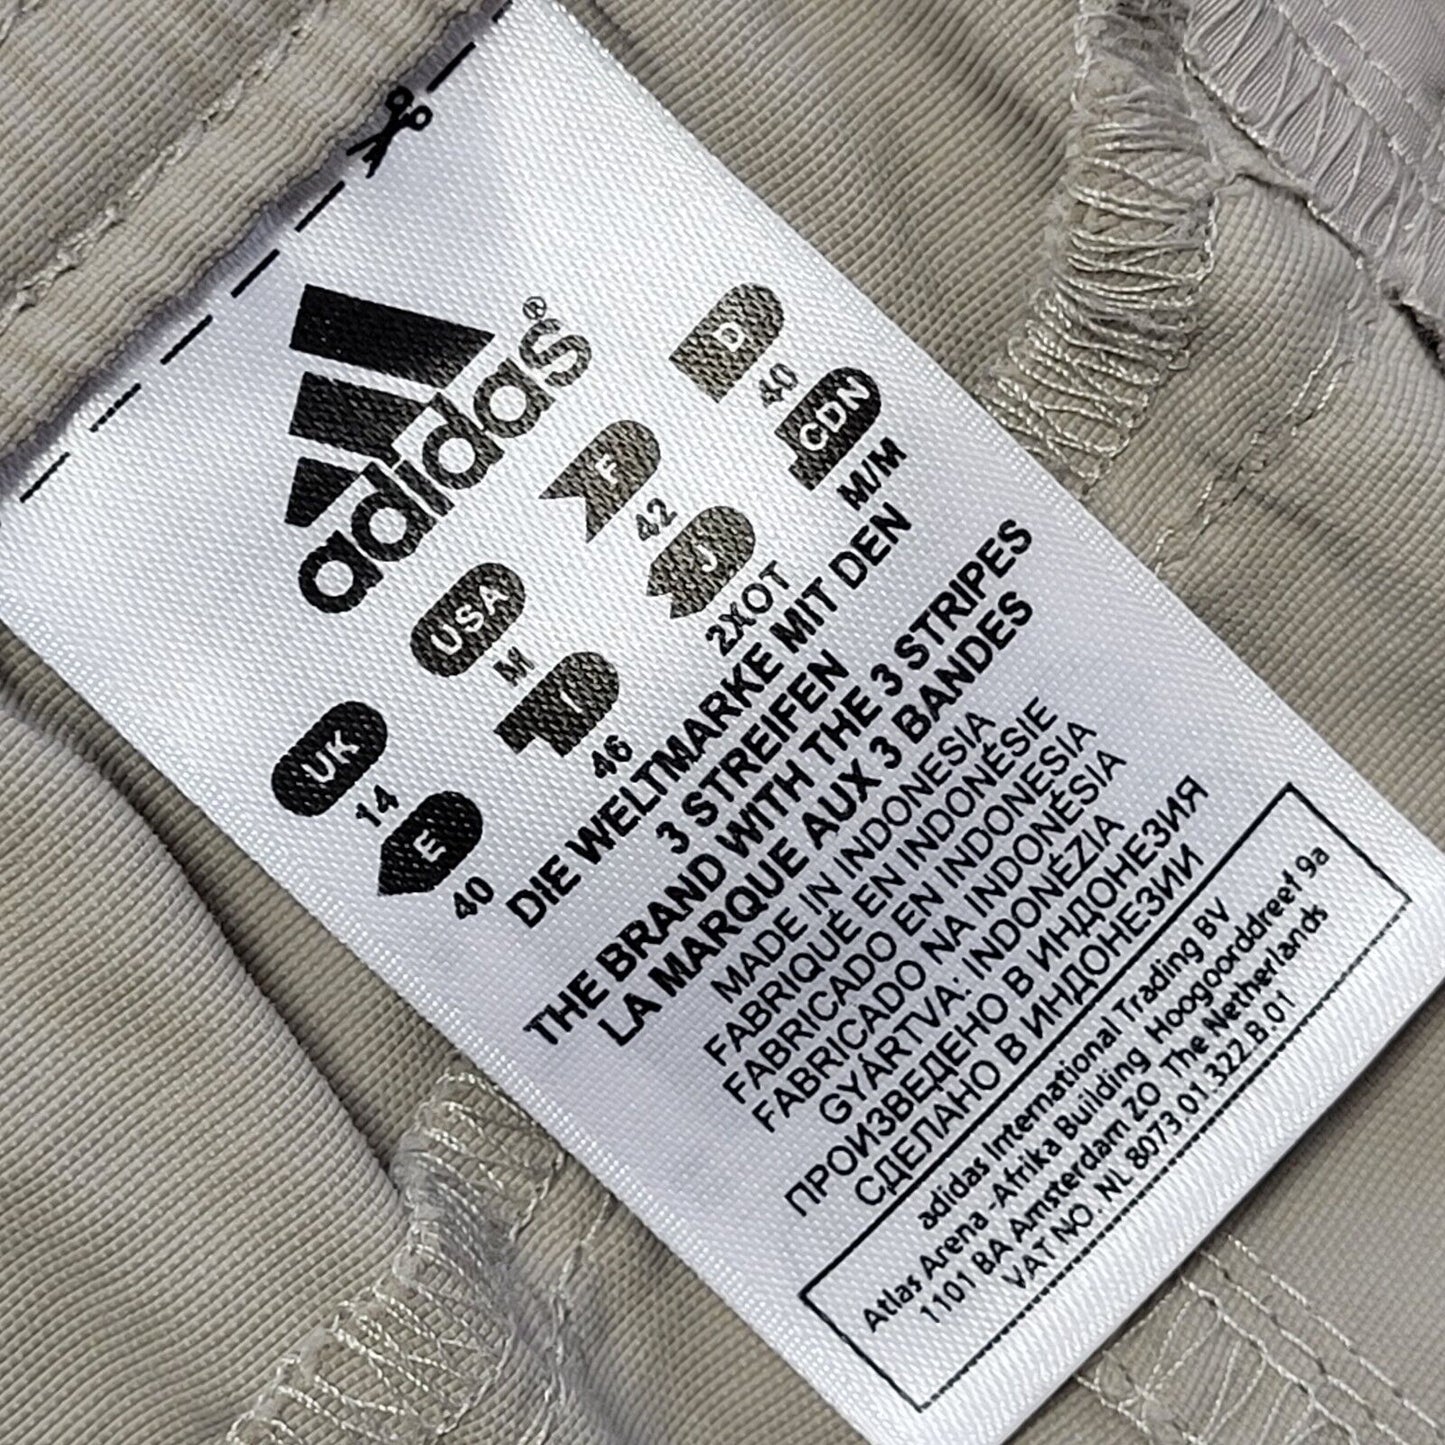 adidas®
UK USA F D
14 M 42 40
E I J CDN
40 46 2XOT M/M
DIE WELTMARKE MIT DEN
3 STREIFEN
THE BRAND WITH THE 3 STRIPES
LA MARQUE AUX 3 BANDES
MADE IN INDONESIA
FABRIQUÉ EN INDONÉSIE
FABRICADO EN INDONESIA
FABRICADO NA INDONÉSIA
GYÁRTVA: INDONÉZIA
ПРОИЗВЕДЕНО В ИНДОНЕЗИЯ
СДЕЛАНО В ИНДОНЕЗИИ
adidas International Trading BV
Atlas Arena -Afrika Building Hoogoorddreef 9a
1101 BA Amsterdam ZO The Netherlands
VAT NO. NL 8073.01.322.B.01